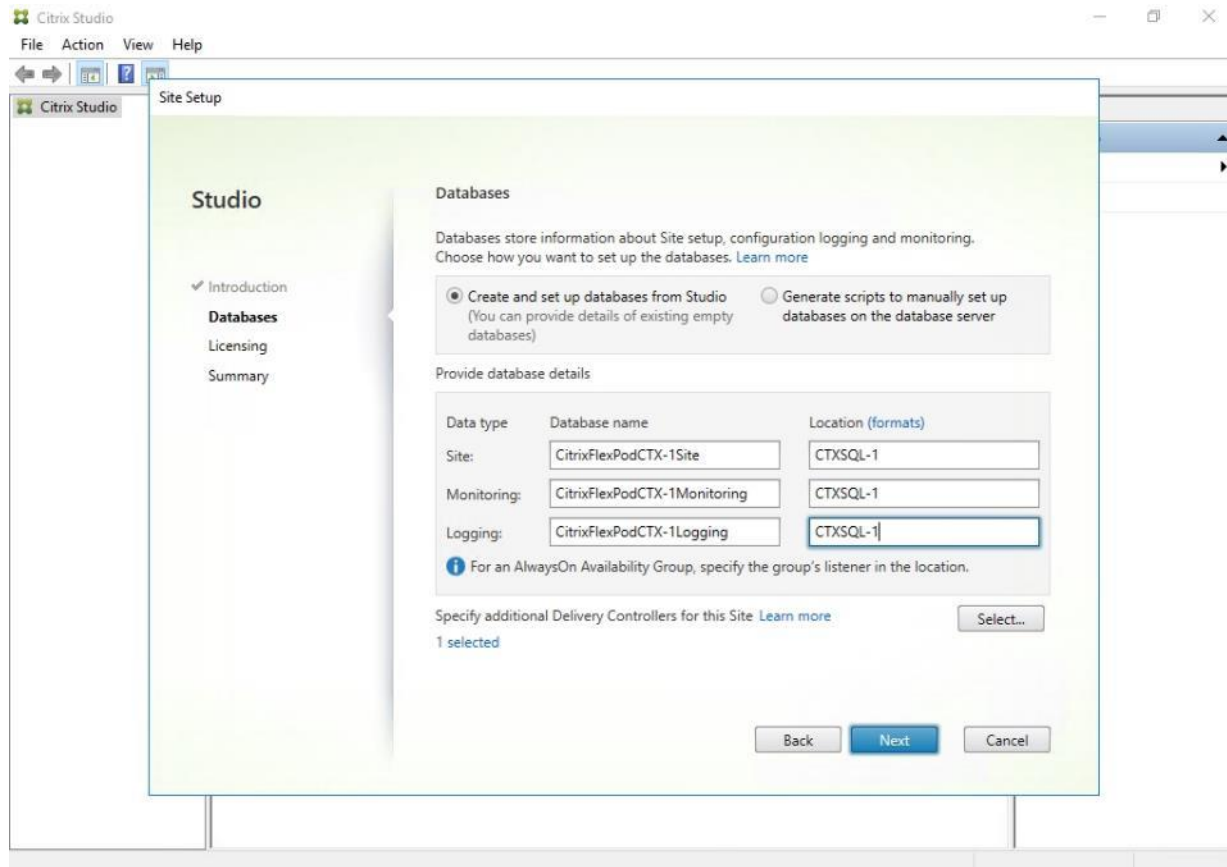 Citrix Studio
File Action View Help
Citrix Studio
Site Setup
Studio
Introduction
Databases
Licensing
Summary
Databases
Databases store information about Site setup, configuration logging and monitoring.
Choose how you want to set up the databases. Learn more
Create and set up databases from Studio
(You can provide details of existing empty
databases)
Generate scripts to manually set up
databases on the database server
Provide database details
Data type Database name Location (formats)
Site: CitrixFlexPodCTX-1Site CTXSQL-1
Monitoring: CitrixFlexPodCTX-1Monitoring CTXSQL-1
Logging: CitrixFlexPodCTX-1Logging CTXSQL-1
For an AlwaysOn Availability Group, specify the group's listener in the location.
Specify additional Delivery Controllers for this Site Learn more Select...
1 selected
Back Next Cancel